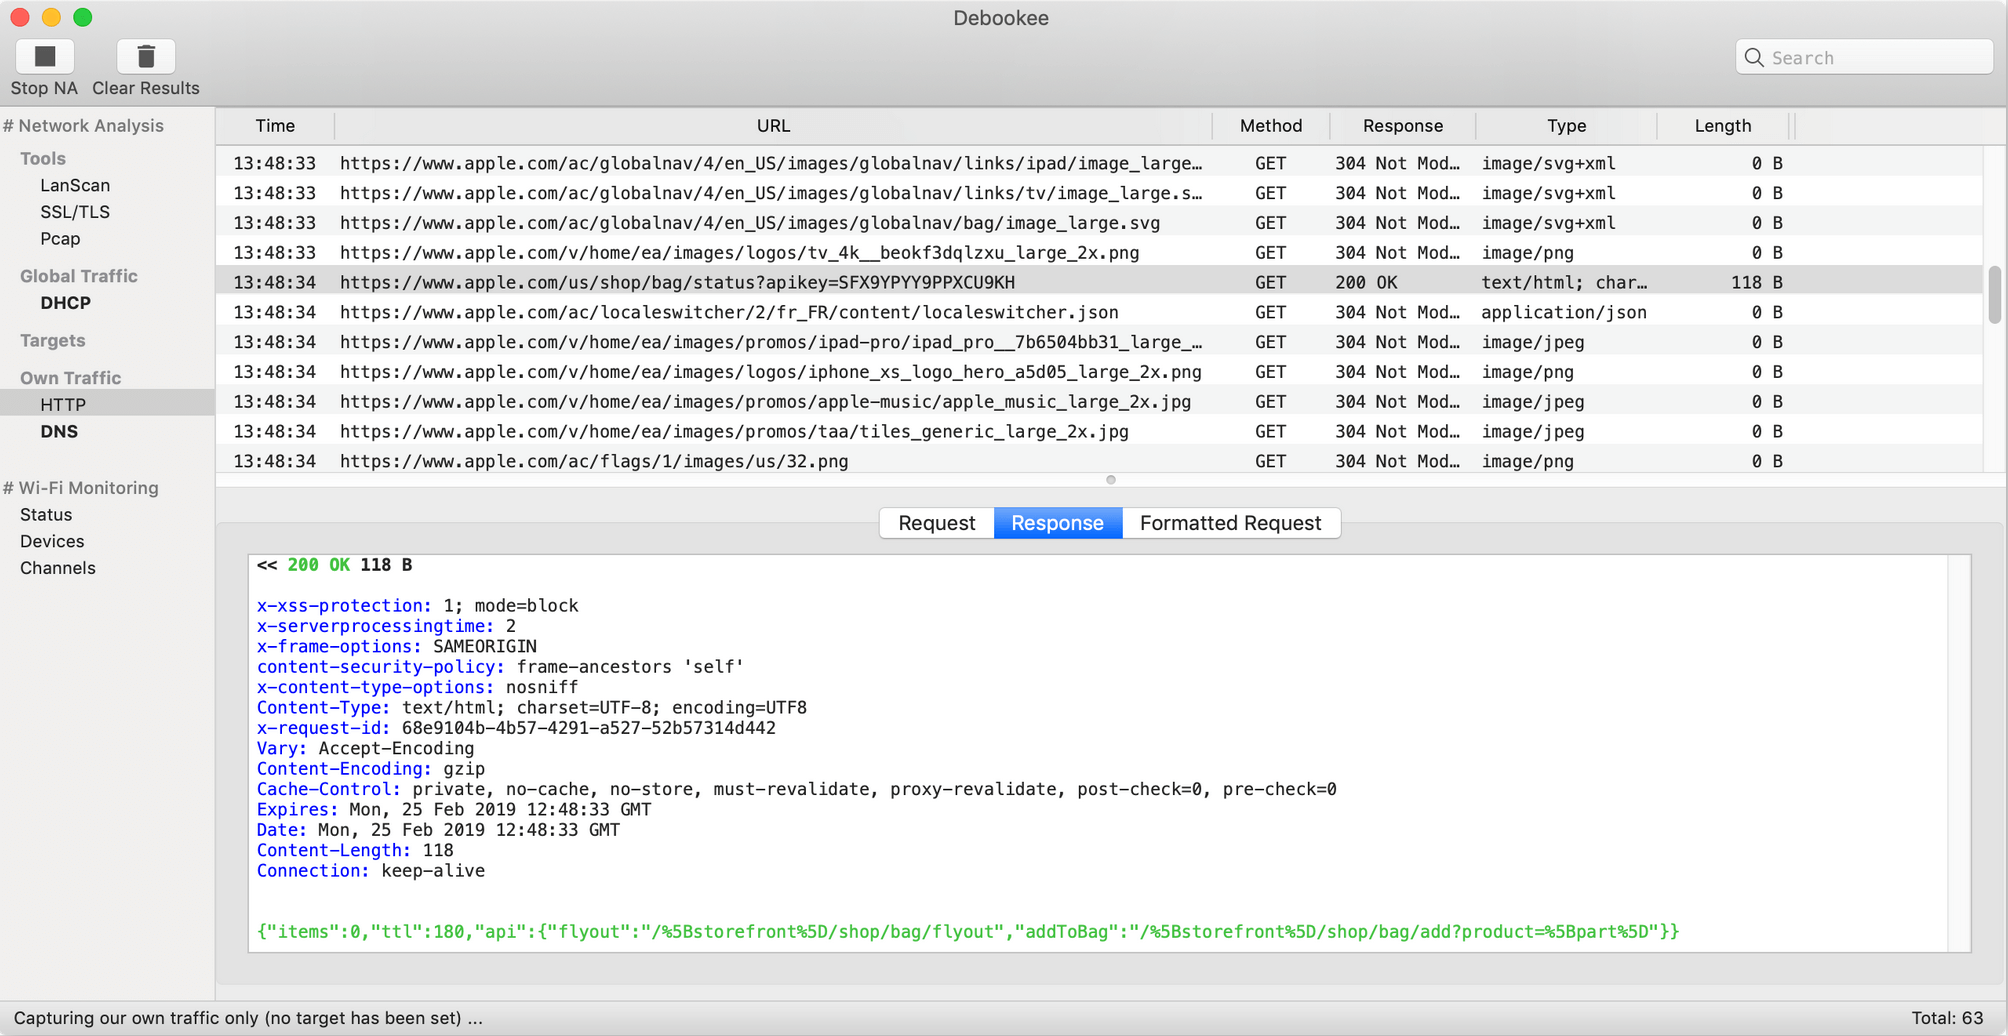 Debookee
Stop NA
Clear Results
Search
# Network Analysis
Tools
LanScan
SSL/TLS
Pcap
Global Traffic
DHCP
Targets
Own Traffic
HTTP
DNS
# Wi-Fi Monitoring
Status
Devices
Channels
Time URL Method Response Type Length
13:48:33 https://www.apple.com/ac/globalnav/4/en_US/images/globalnav/links/ipad/image_large… GET 304 Not Mod… image/svg+xml 0 B
13:48:33 https://www.apple.com/ac/globalnav/4/en_US/images/globalnav/links/tv/image_large.s… GET 304 Not Mod… image/svg+xml 0 B
13:48:33 https://www.apple.com/ac/globalnav/4/en_US/images/globalnav/bag/image_large.svg GET 304 Not Mod… image/svg+xml 0 B
13:48:33 https://www.apple.com/v/home/ea/images/logos/tv_4k__beokf3dqlzxu_large_2x.png GET 304 Not Mod… image/png 0 B
13:48:34 https://www.apple.com/us/shop/bag/status?apikey=SFX9YPYY9PPXCU9KH GET 200 OK text/html; char… 118 B
13:48:34 https://www.apple.com/ac/localeswitcher/2/fr_FR/content/localeswitcher.json GET 304 Not Mod… application/json 0 B
13:48:34 https://www.apple.com/v/home/ea/images/promos/ipad-pro/ipad_pro__7b6504bb31_large_… GET 304 Not Mod… image/jpeg 0 B
13:48:34 https://www.apple.com/v/home/ea/images/logos/iphone_xs_logo_hero_a5d05_large_2x.png GET 304 Not Mod… image/png 0 B
13:48:34 https://www.apple.com/v/home/ea/images/promos/apple-music/apple_music_large_2x.jpg GET 304 Not Mod… image/jpeg 0 B
13:48:34 https://www.apple.com/v/home/ea/images/promos/taa/tiles_generic_large_2x.jpg GET 304 Not Mod… image/jpeg 0 B
13:48:34 https://www.apple.com/ac/flags/1/images/us/32.png GET 304 Not Mod… image/png 0 B
Request Response Formatted Request
<< 200 OK 118 B
x-xss-protection: 1; mode=block
x-serverprocessingtime: 2
x-frame-options: SAMEORIGIN
content-security-policy: frame-ancestors 'self'
x-content-type-options: nosniff
Content-Type: text/html; charset=UTF-8; encoding=UTF8
x-request-id: 68e9104b-4b57-4291-a527-52b57314d442
Vary: Accept-Encoding
Content-Encoding: gzip
Cache-Control: private, no-cache, no-store, must-revalidate, proxy-revalidate, post-check=0, pre-check=0
Expires: Mon, 25 Feb 2019 12:48:33 GMT
Date: Mon, 25 Feb 2019 12:48:33 GMT
Content-Length: 118
Connection: keep-alive
{"items":0,"ttl":180,"api":{"flyout":"/%5Bstorefront%5D/shop/bag/flyout","addToBag":"/%5Bstorefront%5D/shop/bag/add?product=%5Bpart%5D"}}
Capturing our own traffic only (no target has been set) ...
Total: 63